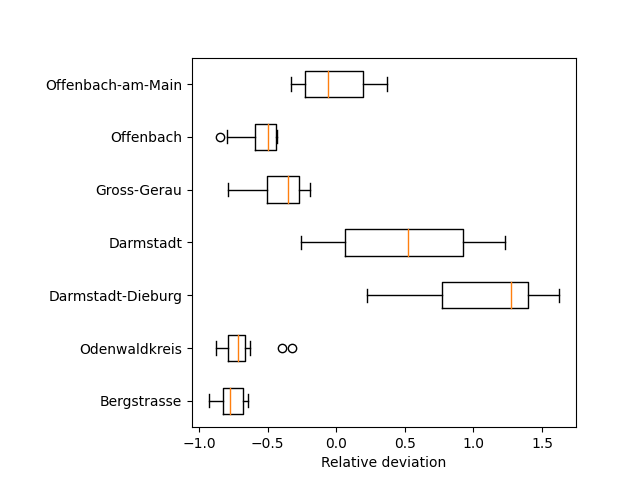 Offenbach-am-Main
Offenbach
Gross-Gerau
Darmstadt
Darmstadt-Dieburg
Odenwaldkreis
Bergstrasse
−1.0 −0.5 0.0 0.5 1.0 1.5
Relative deviation